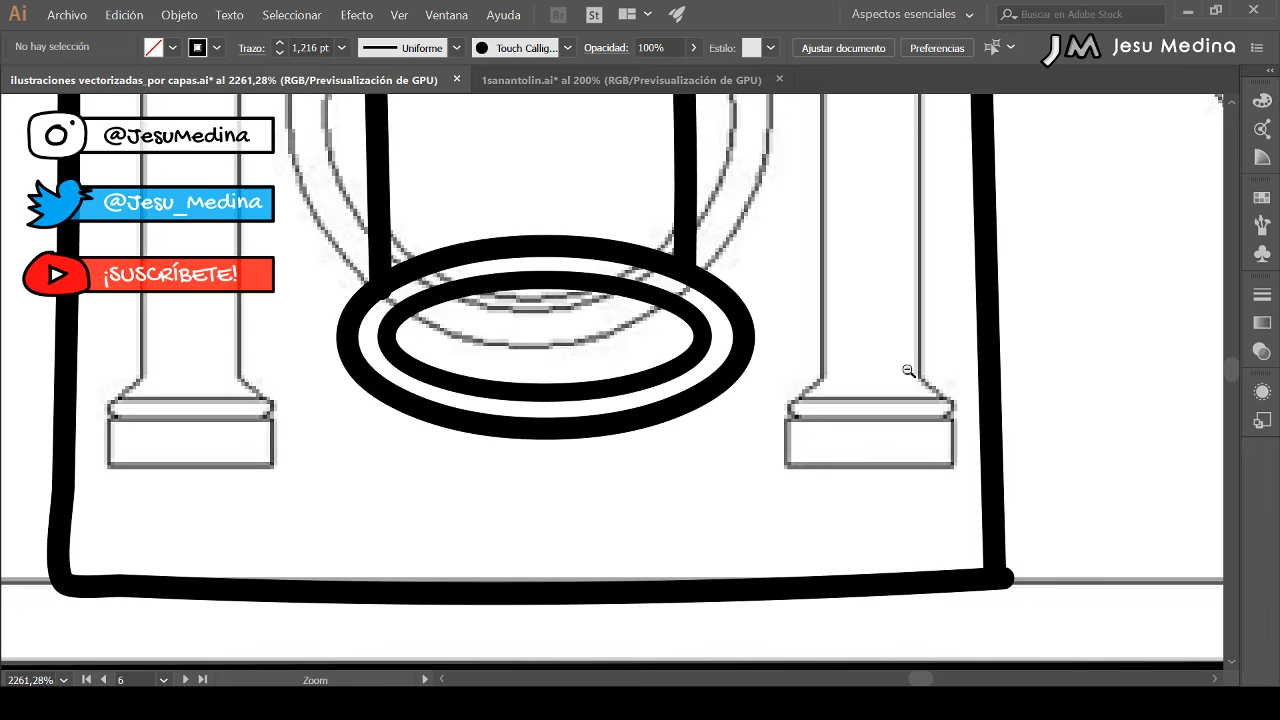 Ai Archivo Edición Objeto Texto Seleccionar Efecto Ver Ventana Ayuda Br St Aspectos esenciales Buscar en Adobe Stock
No hay selección Trazo: 1,216 pt Uniforme Touch Callig... Opacidad: 100% Estilo: Ajustar documento Preferencias JM Jesu Medina
ilustraciones vectorizadas_por capas.ai* al 2261,28% (RGB/Previsualización de GPU) × 1sanantolin.ai* al 200% (RGB/Previsualización de GPU) ×
@JesuMedina
@Jesu_Medina
¡SUSCRÍBETE!
2261,28% 6 Zoom